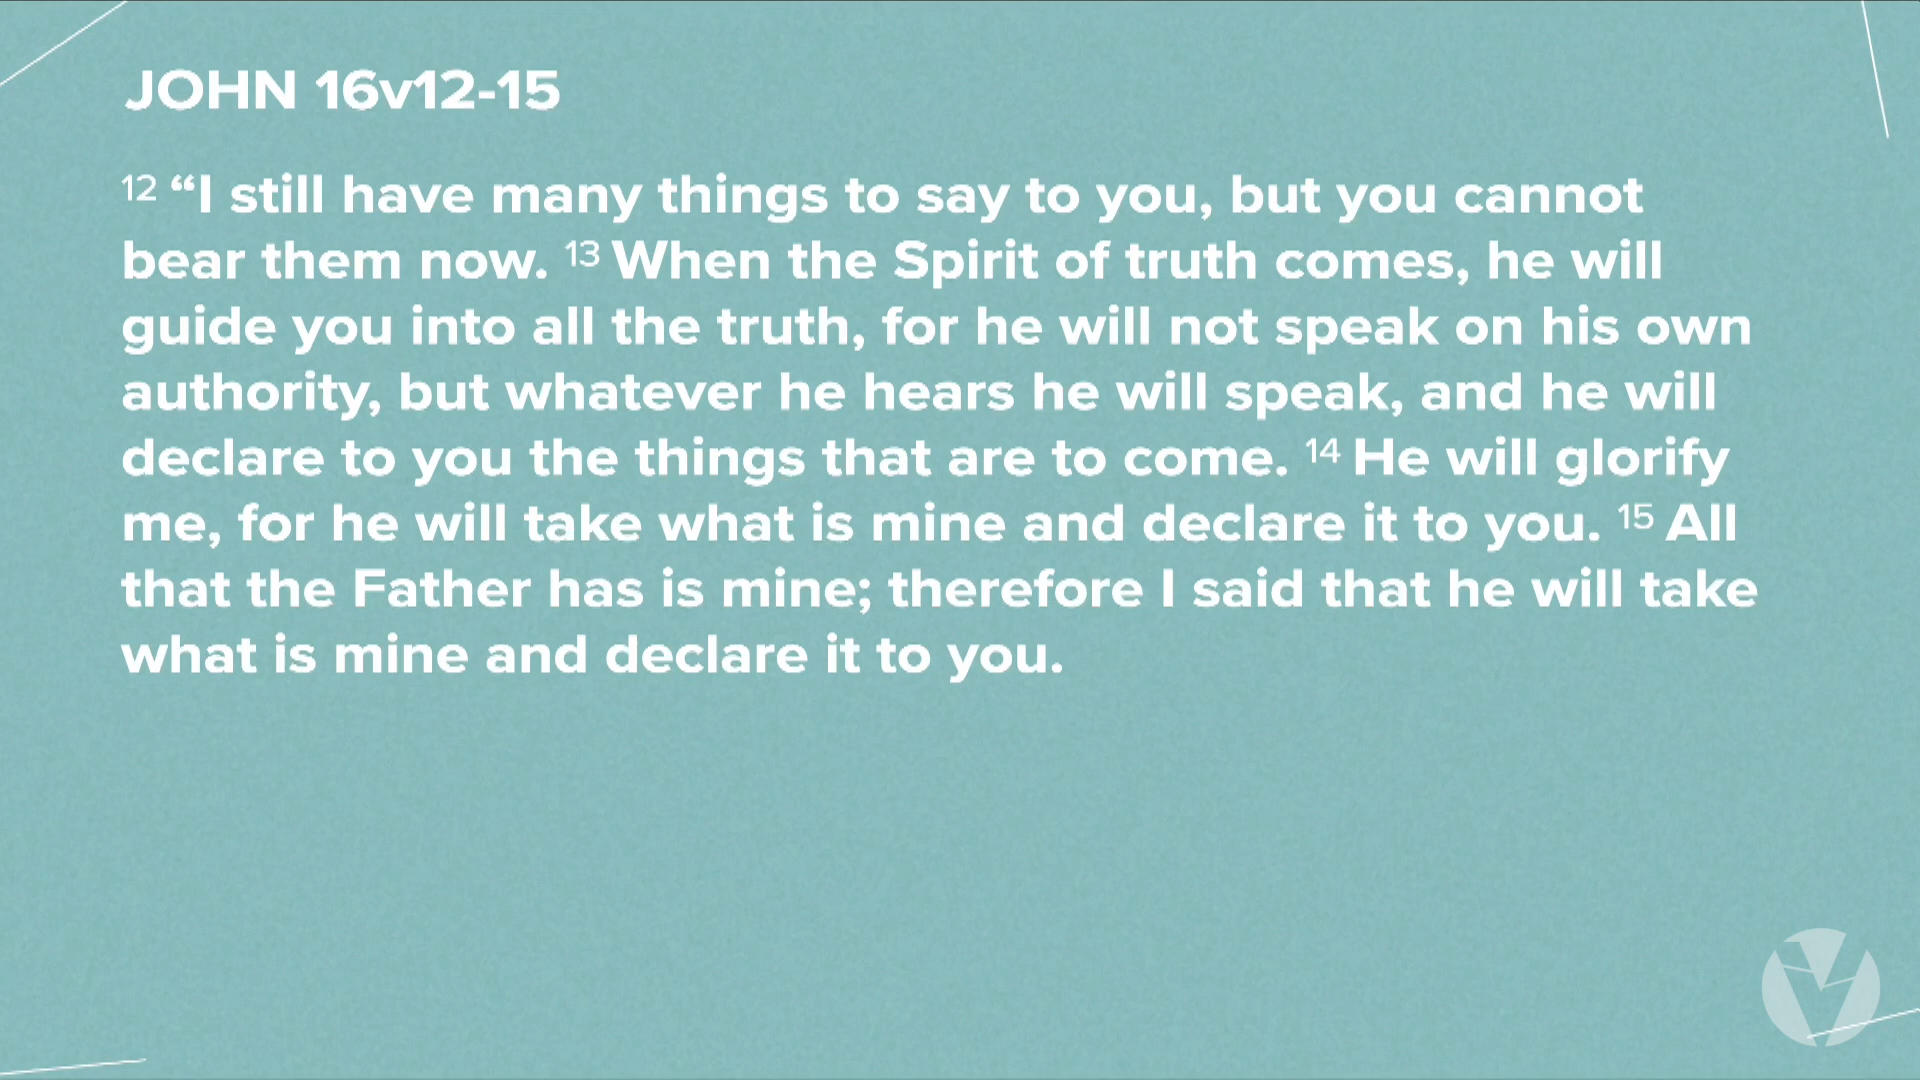 JOHN 16v12-15
12 “I still have many things to say to you, but you cannot
bear them now. 13 When the Spirit of truth comes, he will
guide you into all the truth, for he will not speak on his own
authority, but whatever he hears he will speak, and he will
declare to you the things that are to come. 14 He will glorify
me, for he will take what is mine and declare it to you. 15 All
that the Father has is mine; therefore I said that he will take
what is mine and declare it to you.